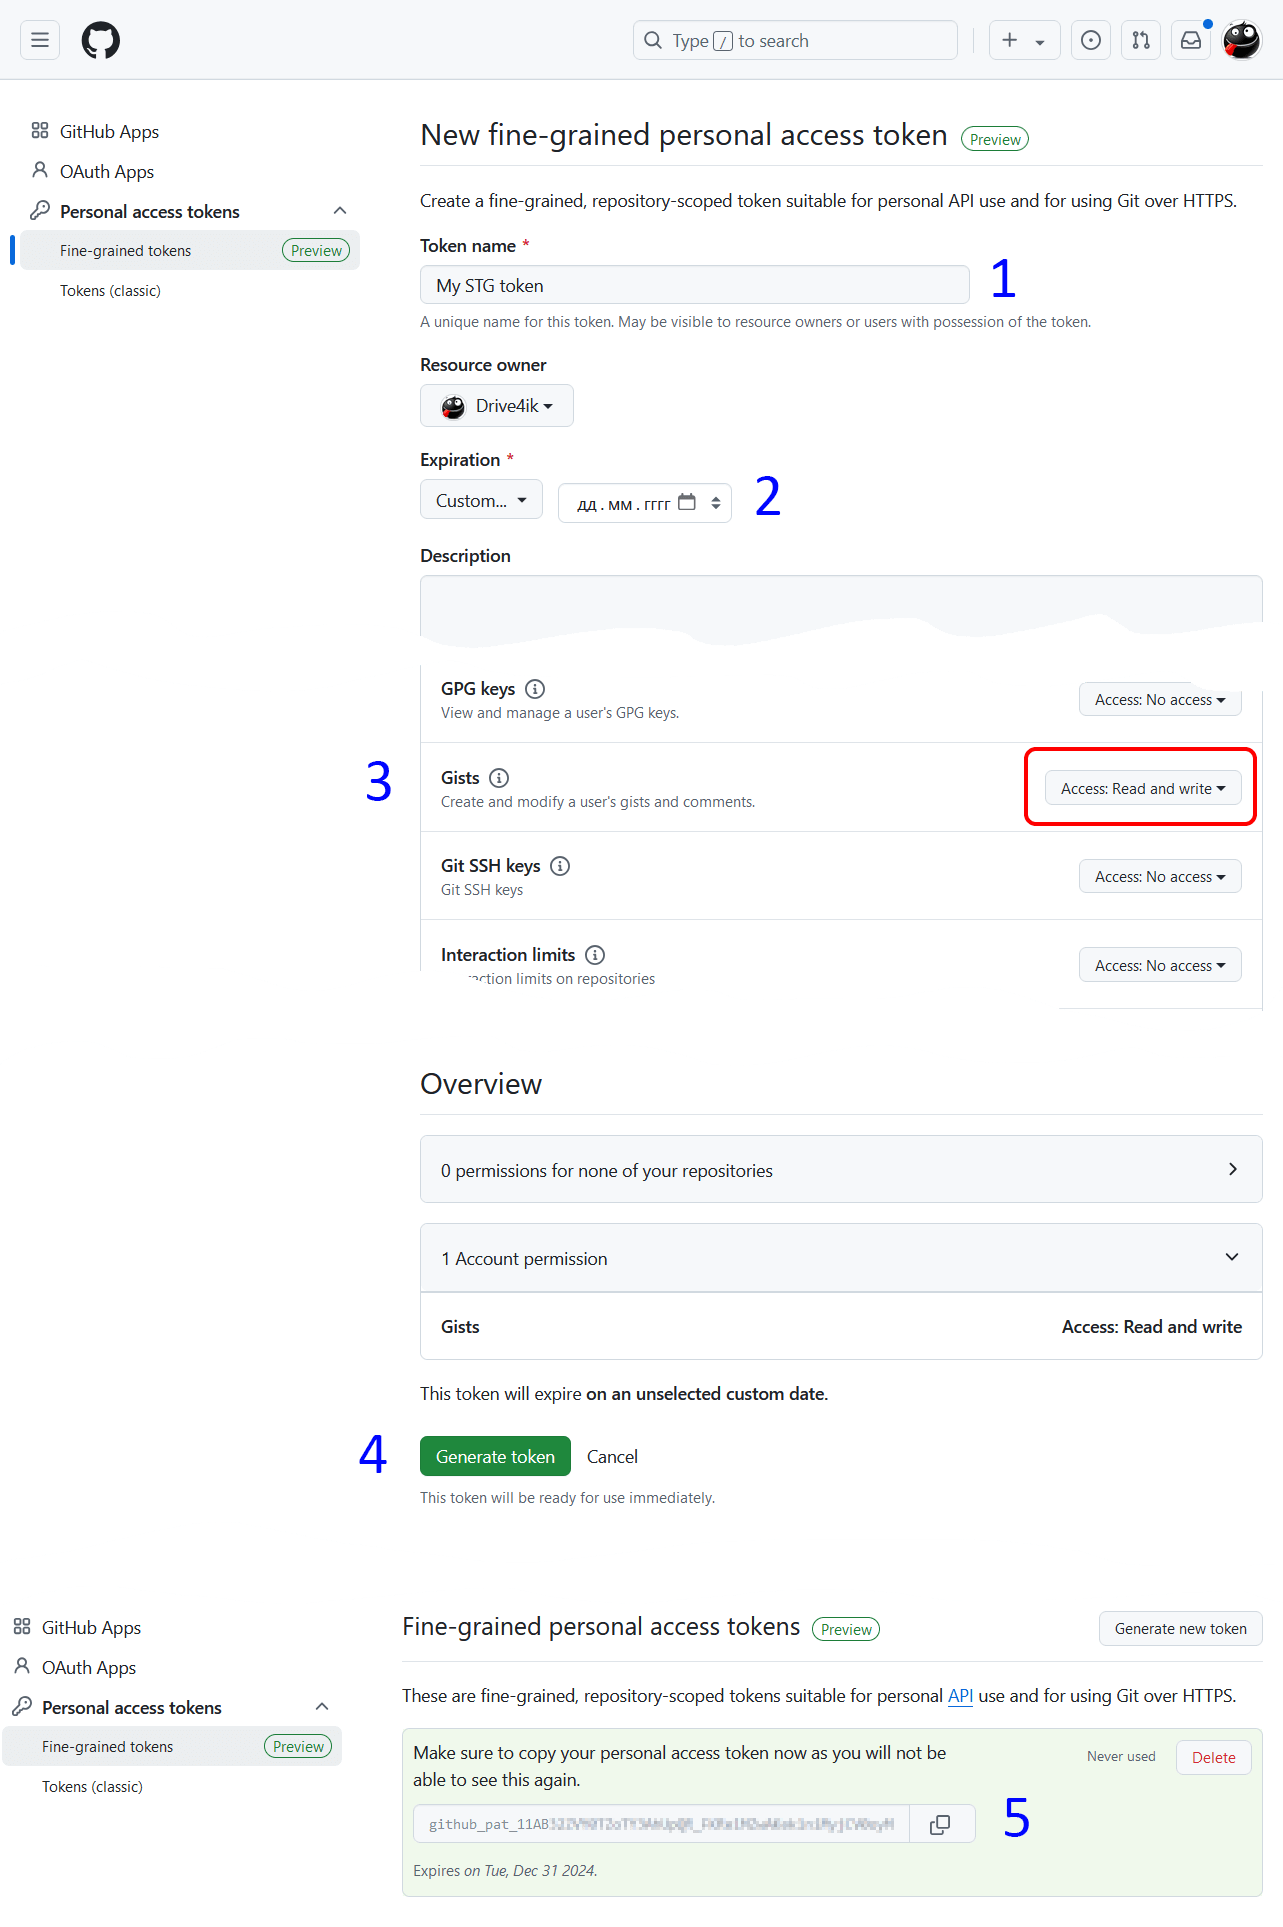 Type / to search
GitHub Apps
OAuth Apps
Personal access tokens
Fine-grained tokens Preview
Tokens (classic)
New fine-grained personal access token Preview
Create a fine-grained, repository-scoped token suitable for personal API use and for using Git over HTTPS.
Token name *
My STG token
1
A unique name for this token. May be visible to resource owners or users with possession of the token.
Resource owner
Drive4ik
Expiration *
Custom... дд.мм.гггг
2
Description
GPG keys
View and manage a user's GPG keys.
Access: No access
3
Gists
Create and modify a user's gists and comments.
Access: Read and write
Git SSH keys
Git SSH keys
Access: No access
Interaction limits
limits on repositories
Access: No access
Overview
0 permissions for none of your repositories
1 Account permission
Gists Access: Read and write
This token will expire on an unselected custom date.
4
Generate token Cancel
This token will be ready for use immediately.
GitHub Apps
OAuth Apps
Personal access tokens
Fine-grained tokens Preview
Tokens (classic)
Fine-grained personal access tokens Preview
Generate new token
These are fine-grained, repository-scoped tokens suitable for personal API use and for using Git over HTTPS.
Make sure to copy your personal access token now as you will not be
able to see this again.
Never used Delete
github_pat_11AB
5
Expires on Tue, Dec 31 2024.